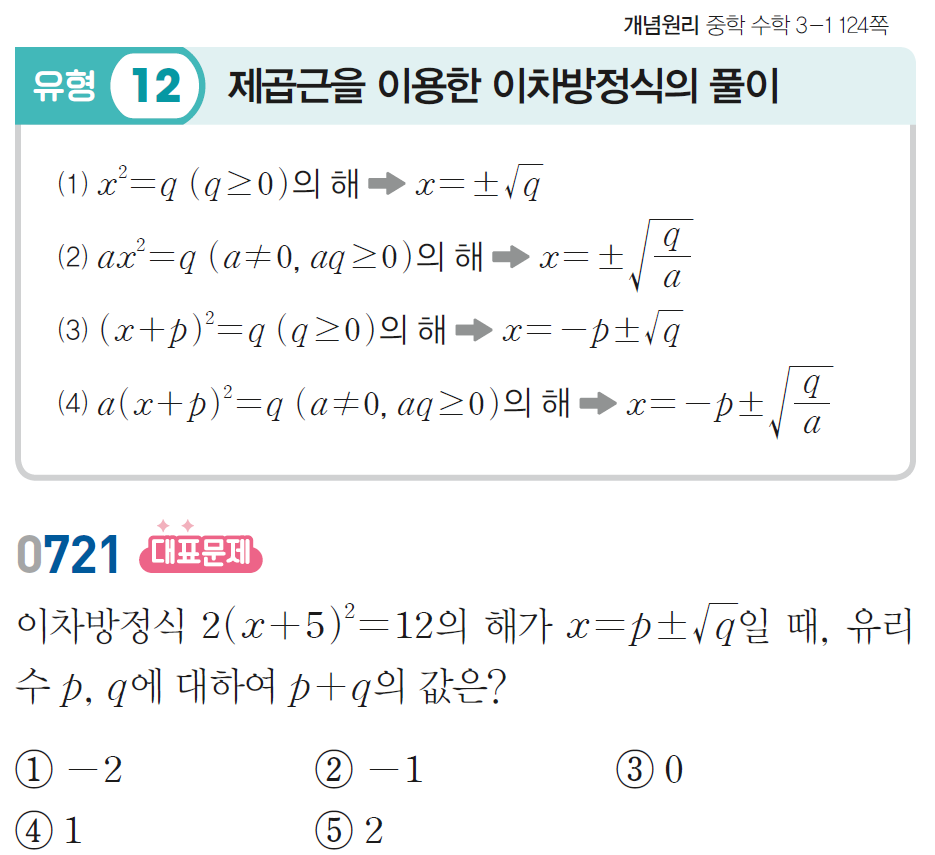 개념원리 중학 수학 3-1 124쪽
유형 12 제곱근을 이용한 이차방정식의 풀이
⑴ x²=q (q≥0)의 해 ➡ x=±√q
⑵ ax²=q (a≠0, aq≥0)의 해 ➡ x=±√(q/a)
⑶ (x+p)²=q (q≥0)의 해 ➡ x=-p±√q
⑷ a(x+p)²=q (a≠0, aq≥0)의 해 ➡ x=-p±√(q/a)
0721 대표문제
이차방정식 2(x+5)²=12의 해가 x=p±√q일 때, 유리
수 p, q에 대하여 p+q의 값은?
① -2 ② -1 ③ 0
④ 1 ⑤ 2